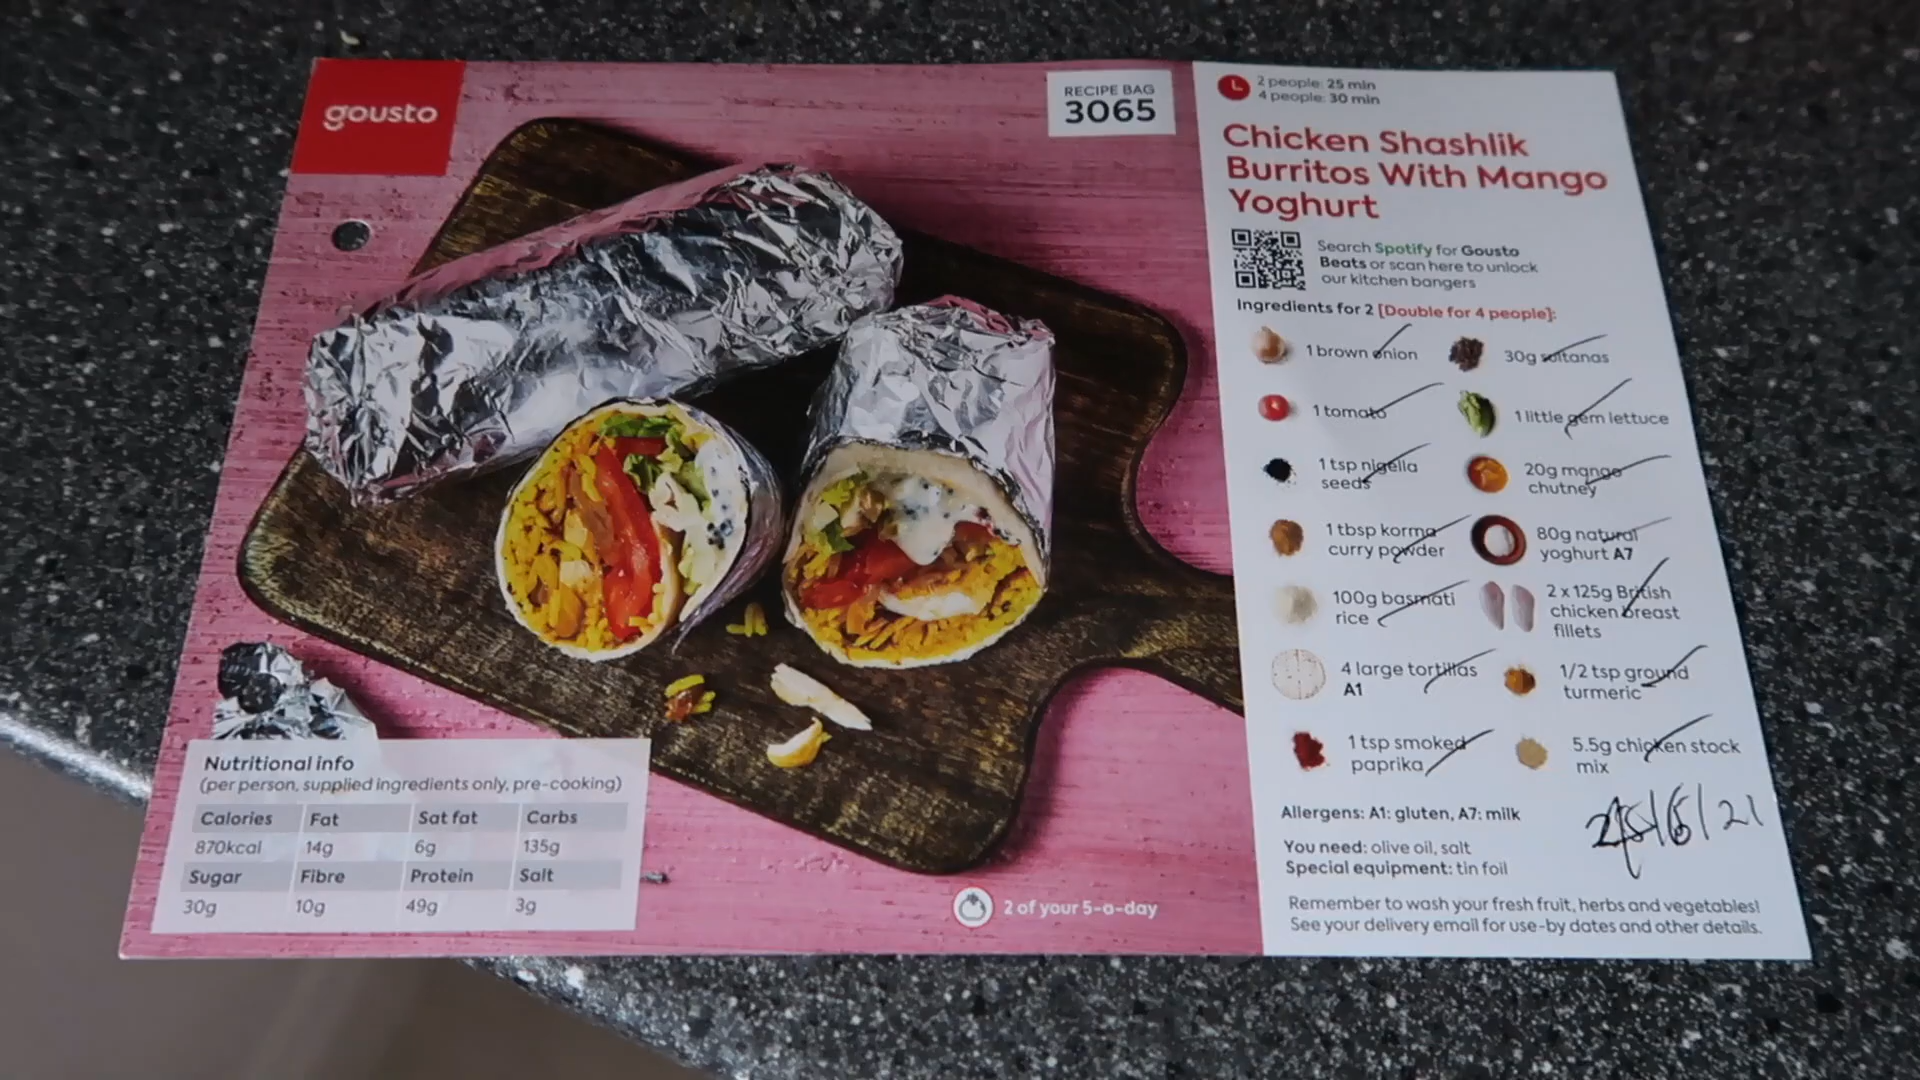 gousto
RECIPE BAG
3065
2 people: 25 min
4 people: 30 min
Chicken Shashlik
Burritos With Mango
Yoghurt
Search Spotify for Gousto
Beats or scan here to unlock
our kitchen bangers
Ingredients for 2 [Double for 4 people]:
1 brown onion
30g sultanas
1 tomato
1 little gem lettuce
1 tsp nigella
seeds
20g mango
chutney
1 tbsp korma
curry powder
80g natural
yoghurt A7
100g basmati
rice
2 x 125g British
chicken breast
fillets
4 large tortillas
A1
1/2 tsp ground
turmeric
1 tsp smoked
paprika
5.5g chicken stock
mix
Allergens: A1: gluten, A7: milk
You need: olive oil, salt
Special equipment: tin foil
Remember to wash your fresh fruit, herbs and vegetables!
See your delivery email for use-by dates and other details.
Nutritional info
(per person, supplied ingredients only, pre-cooking)
Calories Fat Sat fat Carbs
870kcal 14g 6g 135g
Sugar Fibre Protein Salt
30g 10g 49g 3g
2 of your 5-a-day